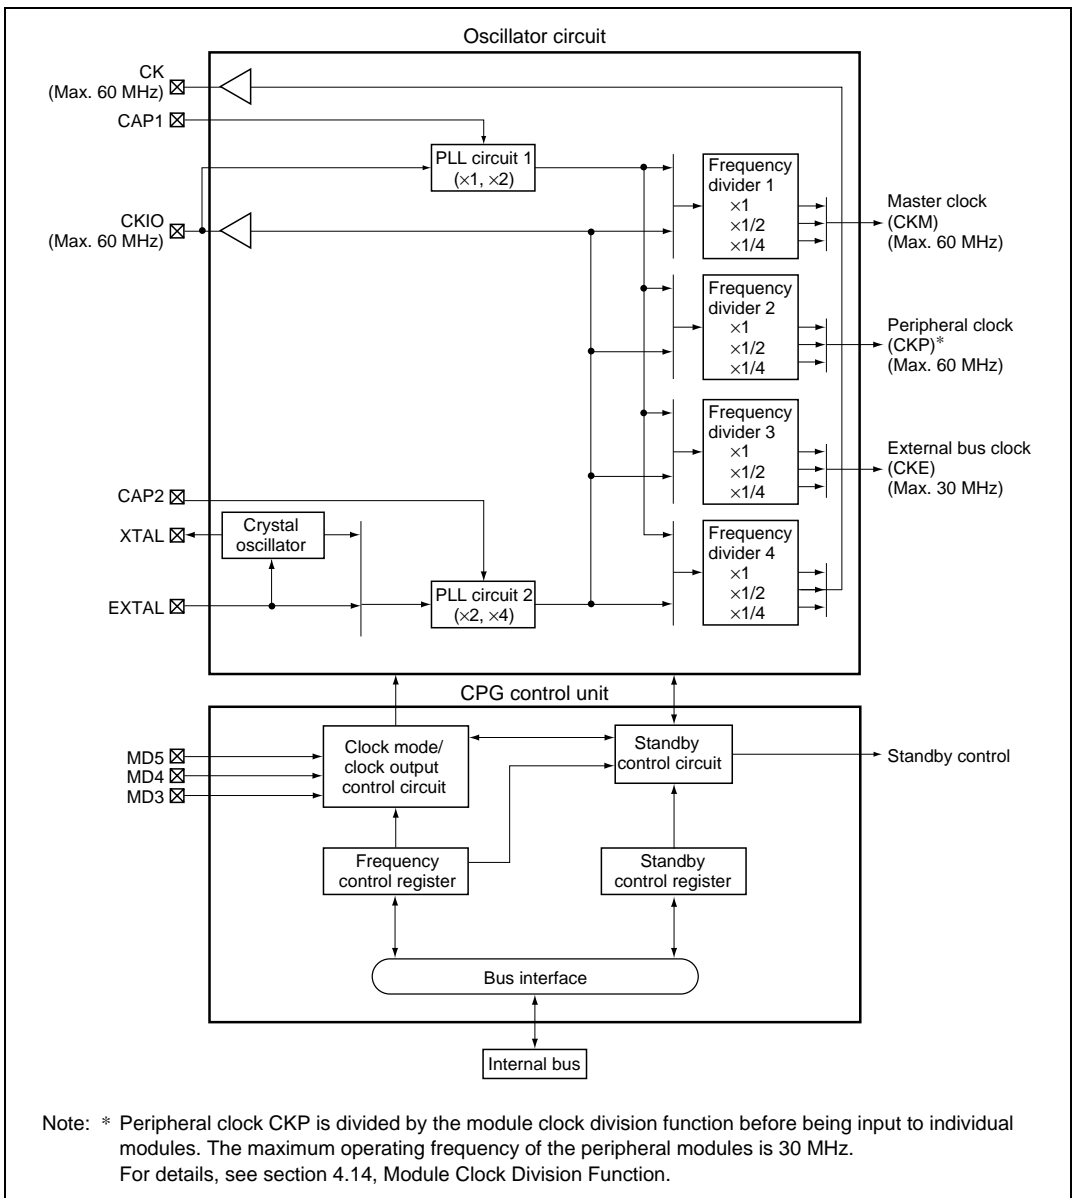 Oscillator circuit
CK
(Max. 60 MHz)
CAP1
PLL circuit 1
(×1, ×2)
CKIO
(Max. 60 MHz)
Frequency
divider 1
×1
×1/2
×1/4
Master clock
(CKM)
(Max. 60 MHz)
Frequency
divider 2
×1
×1/2
×1/4
Peripheral clock
(CKP)*
(Max. 60 MHz)
Frequency
divider 3
×1
×1/2
×1/4
External bus clock
(CKE)
(Max. 30 MHz)
CAP2
XTAL
Crystal
oscillator
EXTAL
PLL circuit 2
(×2, ×4)
Frequency
divider 4
×1
×1/2
×1/4
CPG control unit
MD5
MD4
MD3
Clock mode/
clock output
control circuit
Standby
control circuit
Standby control
Frequency
control register
Standby
control register
Bus interface
Internal bus
Note: * Peripheral clock CKP is divided by the module clock division function before being input to individual
modules. The maximum operating frequency of the peripheral modules is 30 MHz.
For details, see section 4.14, Module Clock Division Function.